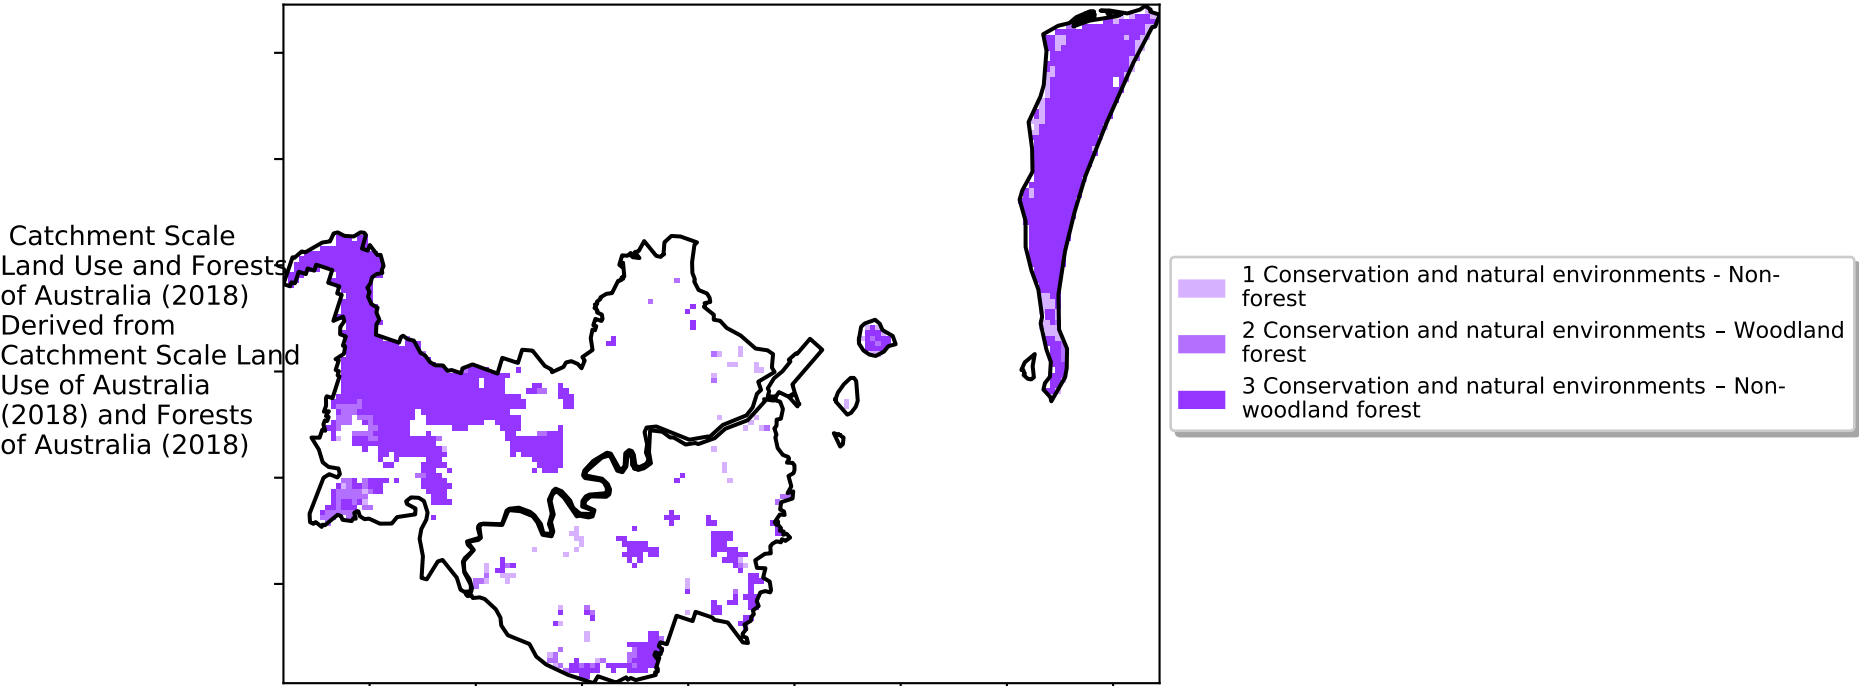 Catchment Scale
Land Use and Forests
of Australia (2018)
Derived from
Catchment Scale Land
Use of Australia
(2018) and Forests
of Australia (2018)
1 Conservation and natural environments - Non-
forest
2 Conservation and natural environments – Woodland
forest
3 Conservation and natural environments – Non-
woodland forest